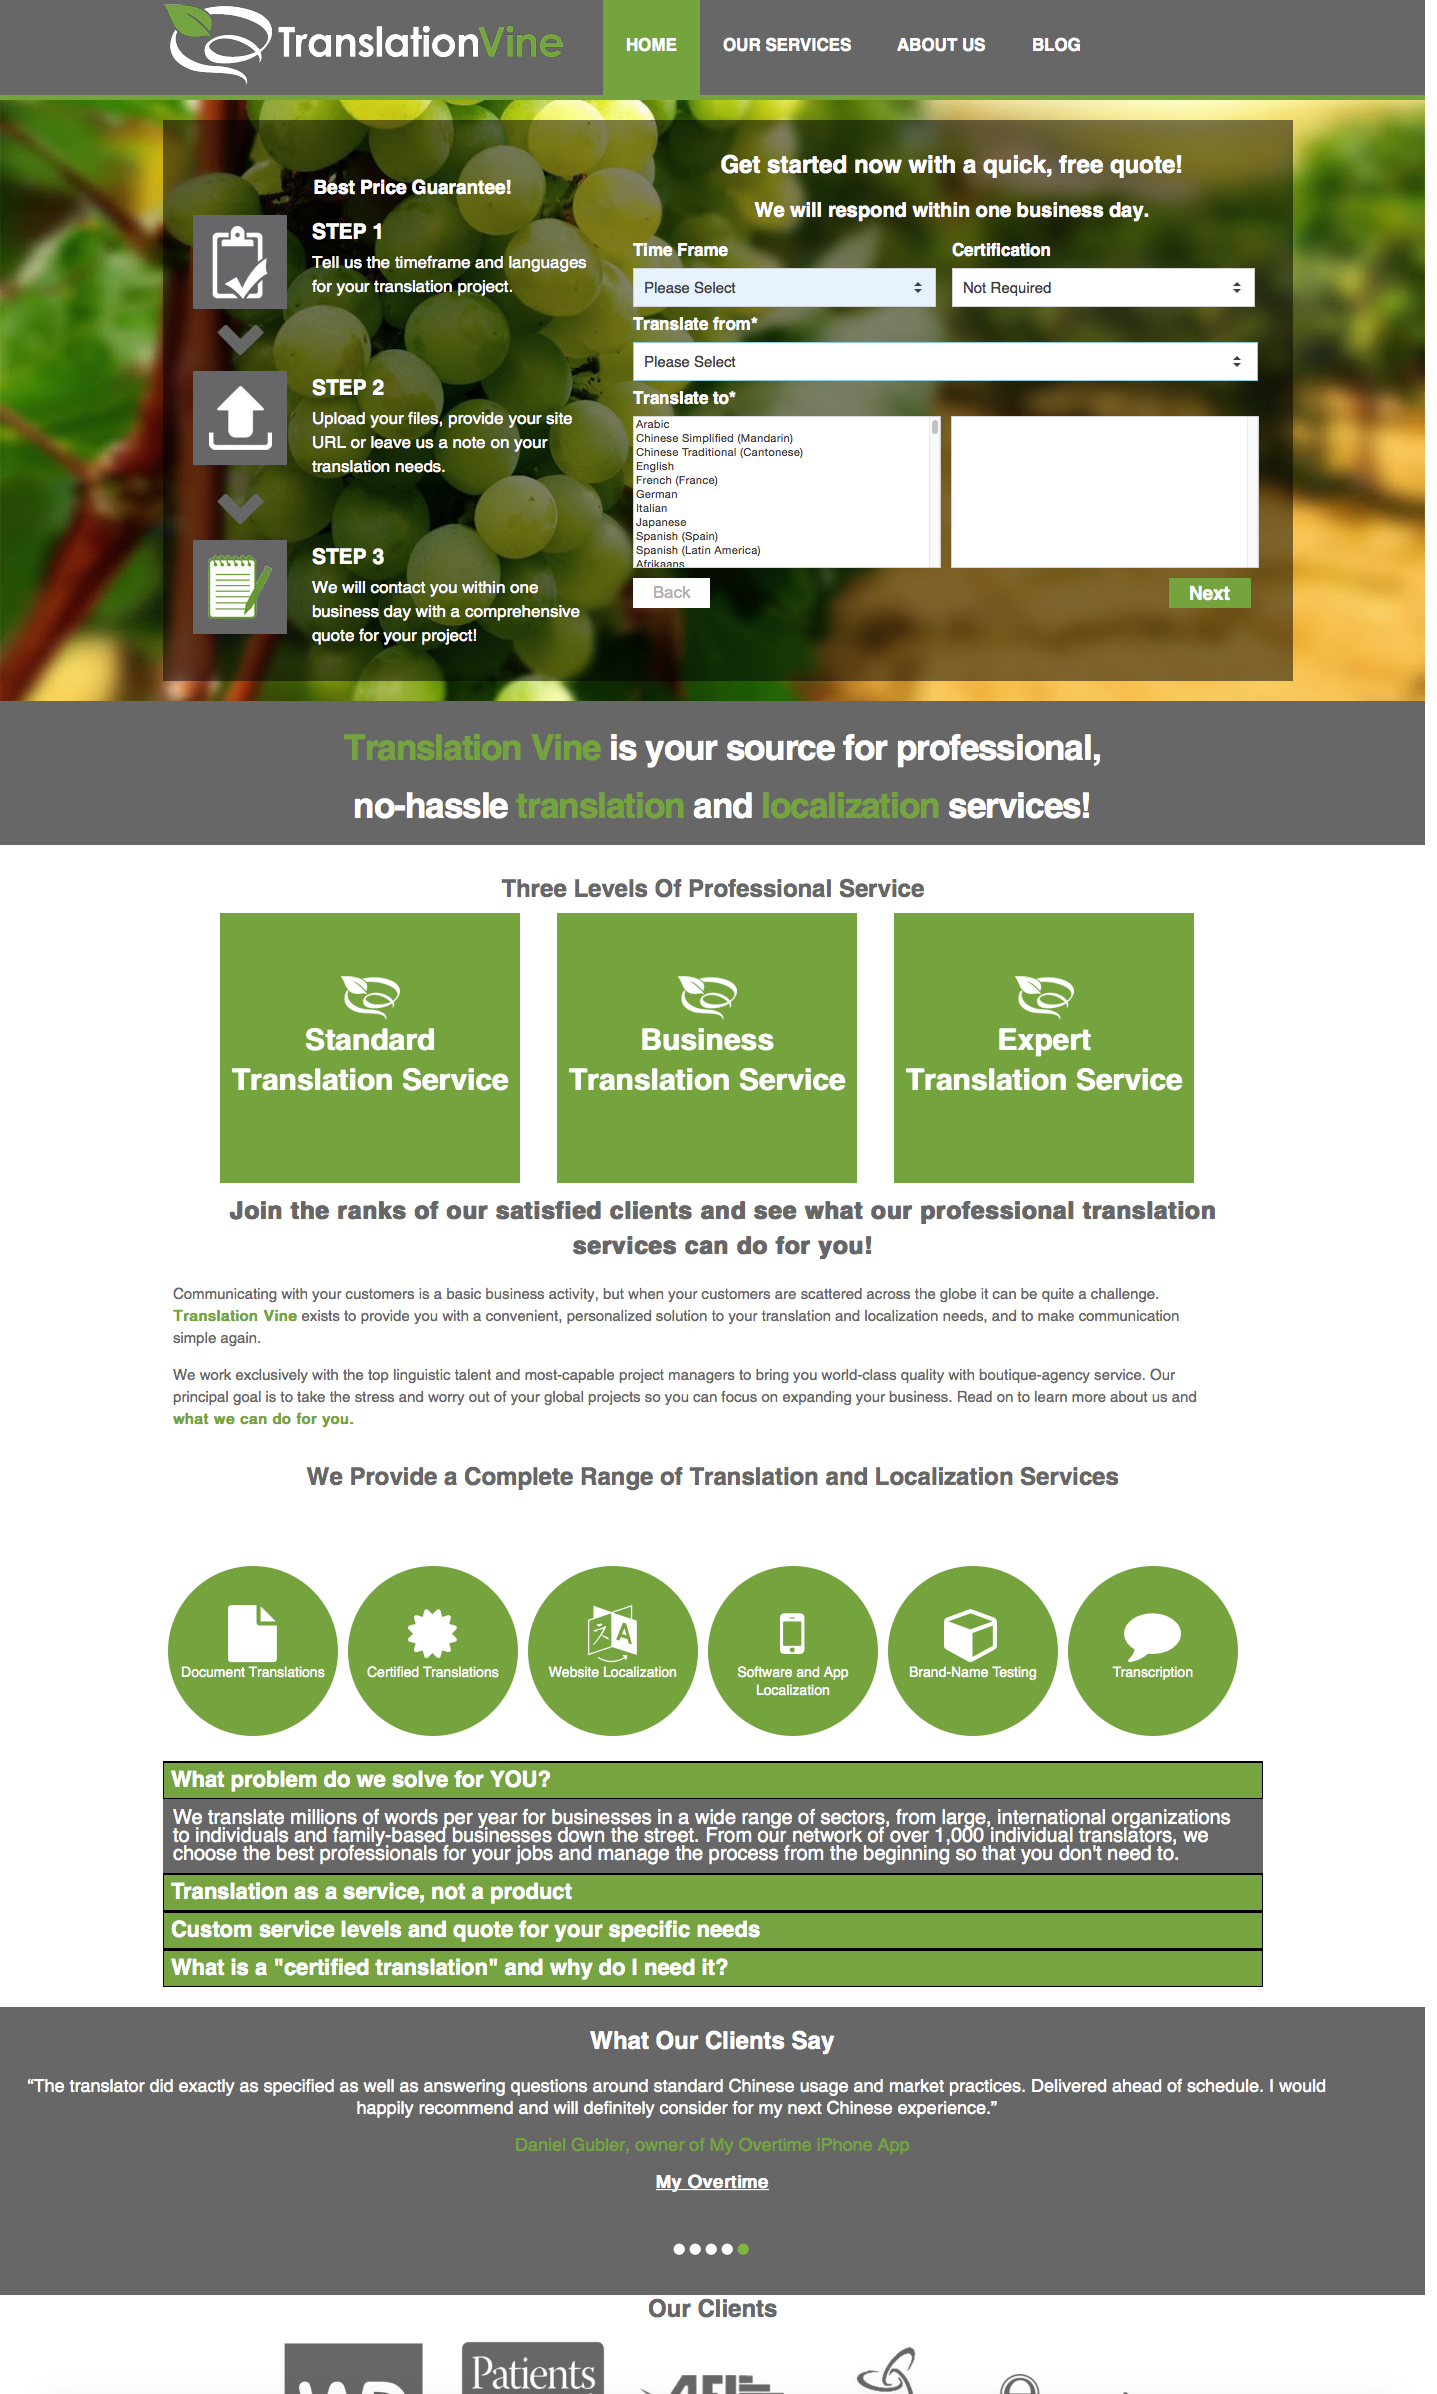 TranslationVine
HOME
OUR SERVICES
ABOUT US
BLOG
Best Price Guarantee!
STEP 1
Tell us the timeframe and languages
for your translation project.
STEP 2
Upload your files, provide your site
URL or leave us a note on your
translation needs.
STEP 3
We will contact you within one
business day with a comprehensive
quote for your project!
Get started now with a quick, free quote!
We will respond within one business day.
Time Frame
Certification
Please Select
Not Required
Translate from*
Please Select
Translate to*
Arabic
Chinese Simplified (Mandarin)
Chinese Traditional (Cantonese)
English
French (France)
German
Italian
Japanese
Spanish (Spain)
Spanish (Latin America)
Afrikaans
Back
Next
Translation Vine is your source for professional,
no-hassle translation and localization services!
Three Levels Of Professional Service
Standard
Translation Service
Business
Translation Service
Expert
Translation Service
Join the ranks of our satisfied clients and see what our professional translation
services can do for you!
Communicating with your customers is a basic business activity, but when your customers are scattered across the globe it can be quite a challenge.
Translation Vine exists to provide you with a convenient, personalized solution to your translation and localization needs, and to make communication
simple again.
We work exclusively with the top linguistic talent and most-capable project managers to bring you world-class quality with boutique-agency service. Our
principal goal is to take the stress and worry out of your global projects so you can focus on expanding your business. Read on to learn more about us and
what we can do for you.
We Provide a Complete Range of Translation and Localization Services
Document Translations
Certified Translations
Website Localization
Software and App
Localization
Brand-Name Testing
Transcription
What problem do we solve for YOU?
We translate millions of words per year for businesses in a wide range of sectors, from large, international organizations
to individuals and family-based businesses down the street. From our network of over 1,000 individual translators, we
choose the best professionals for your jobs and manage the process from the beginning so that you don't need to.
Translation as a service, not a product
Custom service levels and quote for your specific needs
What is a "certified translation" and why do I need it?
What Our Clients Say
“The translator did exactly as specified as well as answering questions around standard Chinese usage and market practices. Delivered ahead of schedule. I would
happily recommend and will definitely consider for my next Chinese experience.”
Daniel Gubler, owner of My Overtime iPhone App
My Overtime
Our Clients
Patients